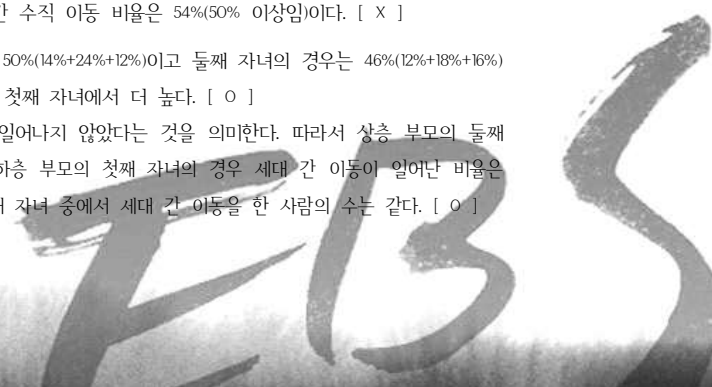 간 수직 이동 비율은 54%(50% 이상임)이다. [ X ]
50%(14%+24%+12%)이고 둘째 자녀의 경우는 46%(12%+18%+16%)
첫째 자녀에서 더 높다. [ O ]
일어나지 않았다는 것을 의미한다. 따라서 상층 부모의 둘째
하층 부모의 첫째 자녀의 경우 세대 간 이동이 일어난 비율은
자녀 중에서 세대 간 이동을 한 사람의 수는 같다. [ O ]
EBS